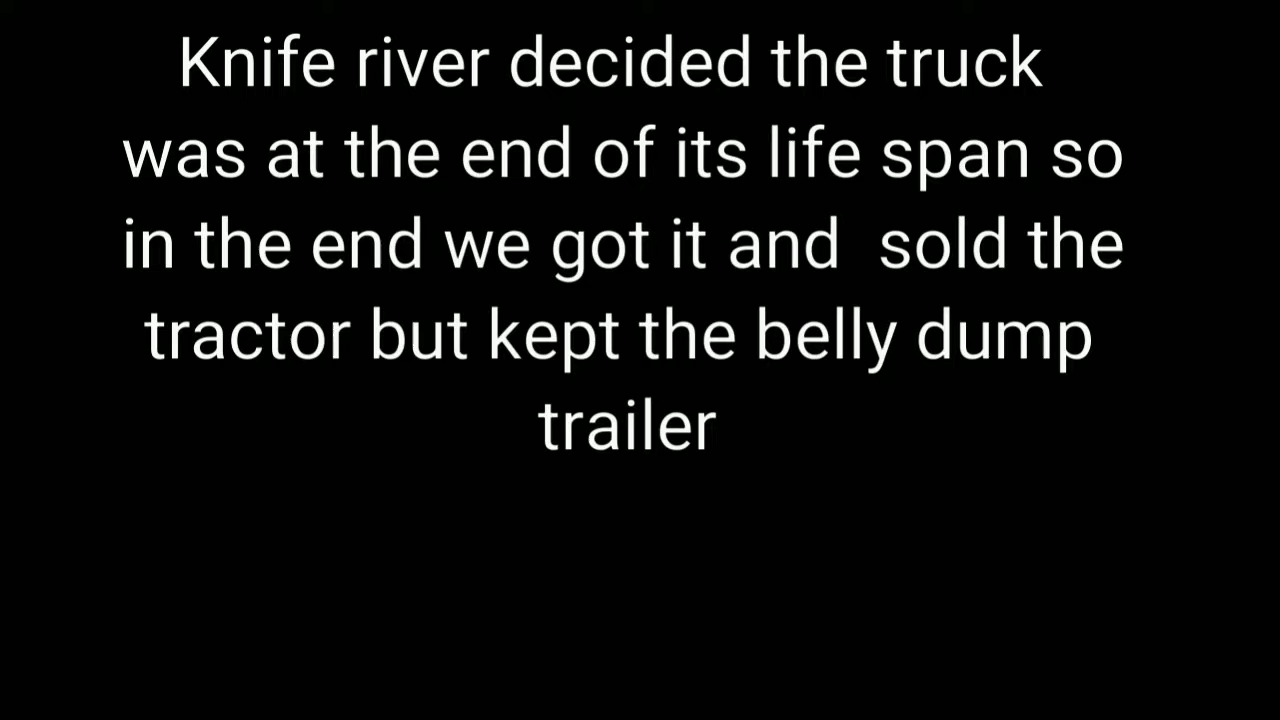 Knife river decided the truck
was at the end of its life span so
in the end we got it and  sold the
tractor but kept the belly dump
trailer